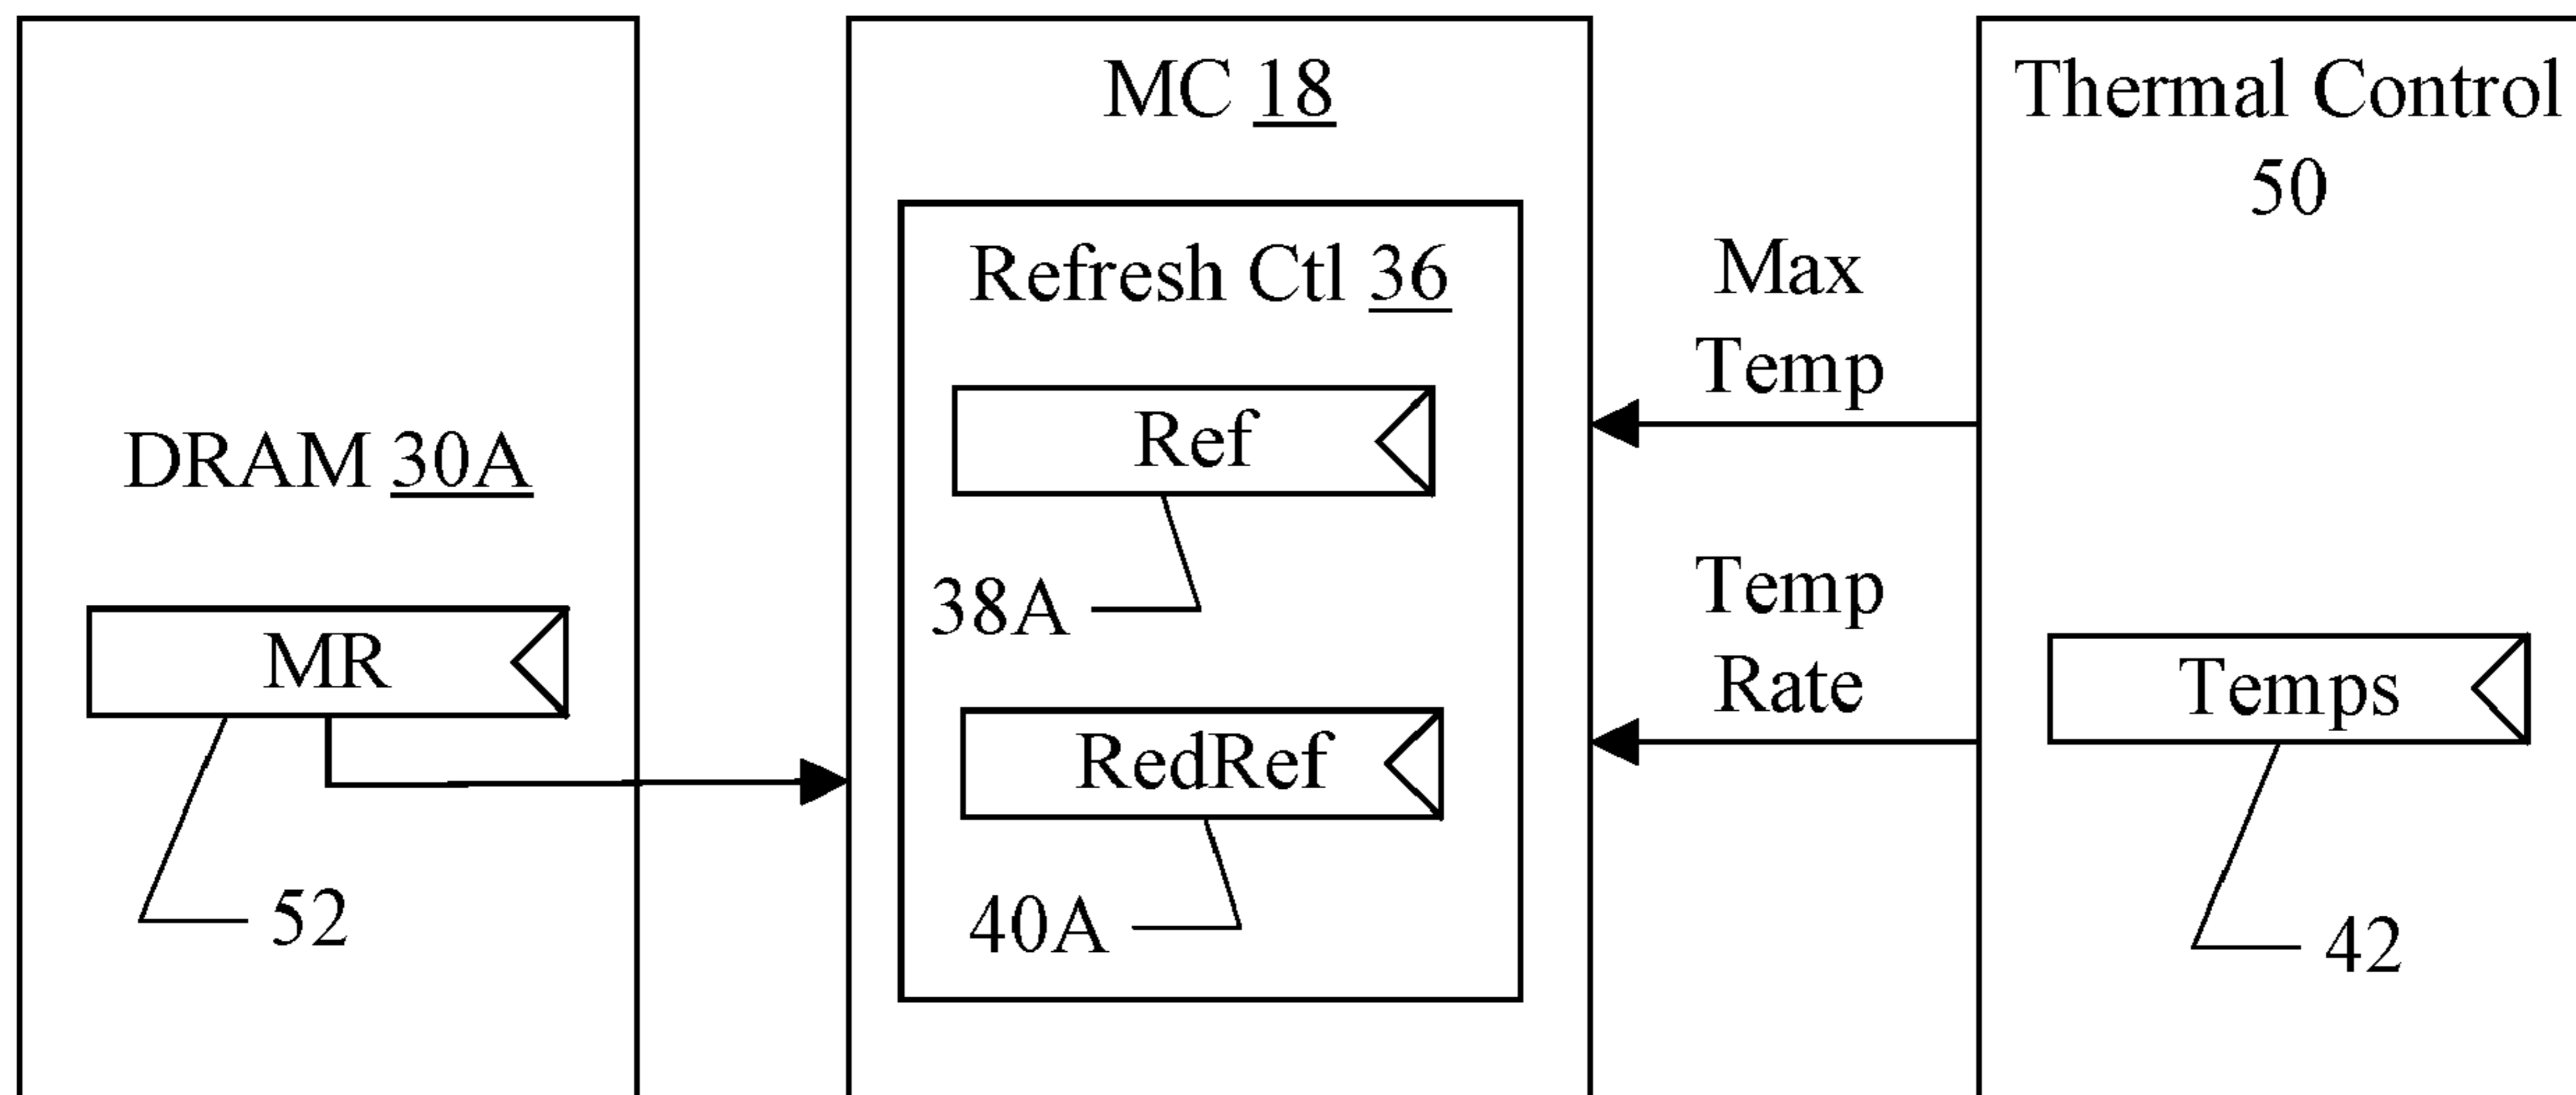 DRAM 30A
MR
52
MC 18
Refresh Ctl 36
Ref
38A
RedRef
40A
Max
Temp
Temp
Rate
Thermal Control
50
Temps
42